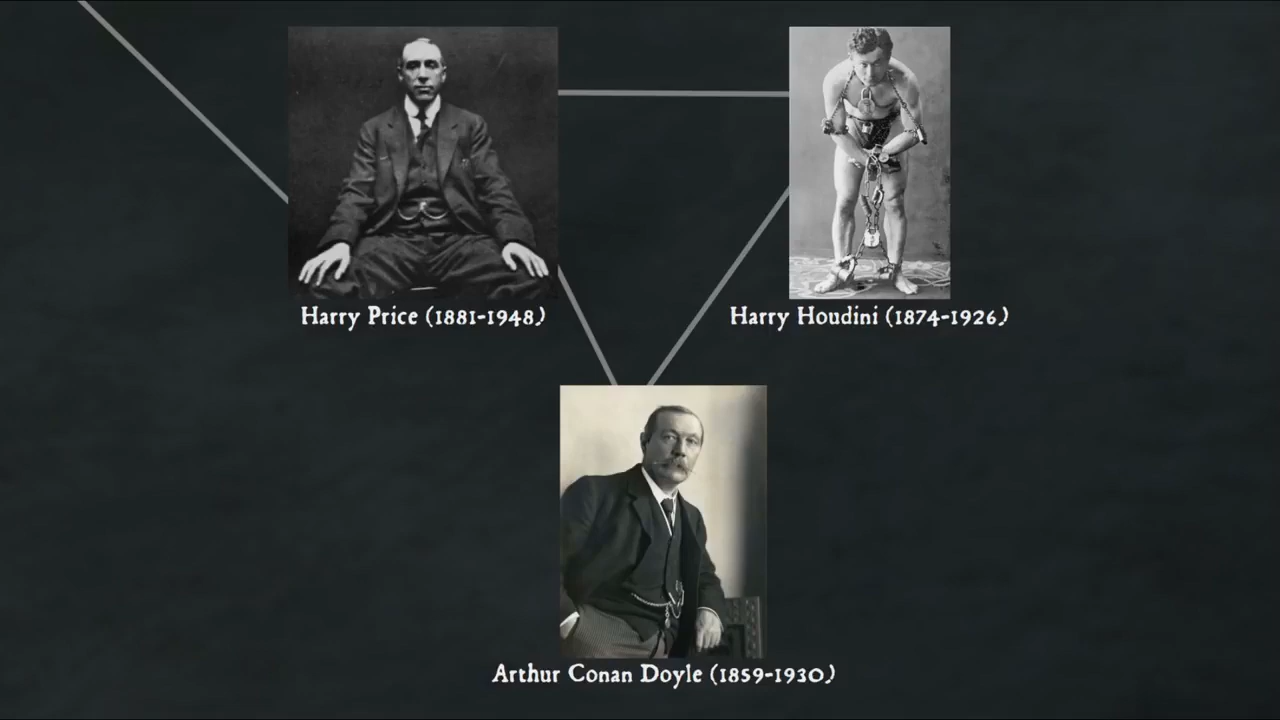 Harry Price (1881-1948)
Harry Houdini (1874-1926)
Arthur Conan Doyle (1859-1930)